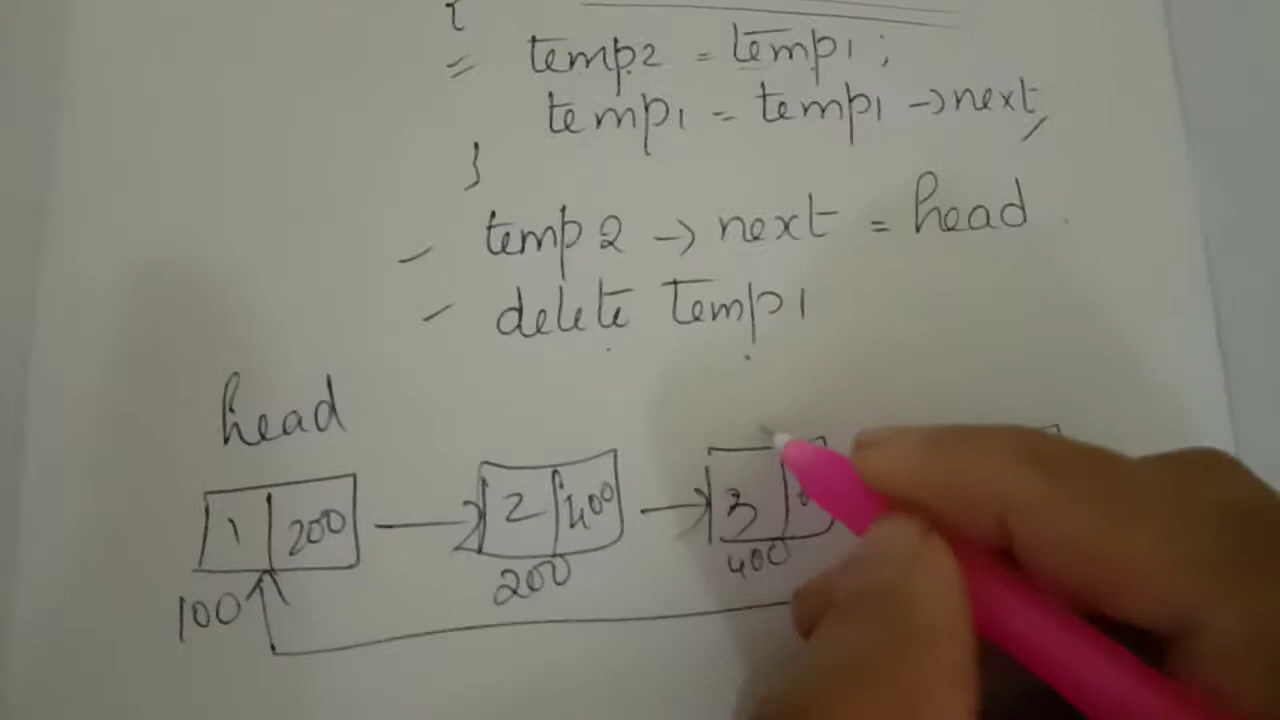 {
= temp2 = temp1 ;
temp1 = temp1 -> next,
}
- temp2 -> next = head
- delete temp1
head
1 200 2 400 3
100 200 400